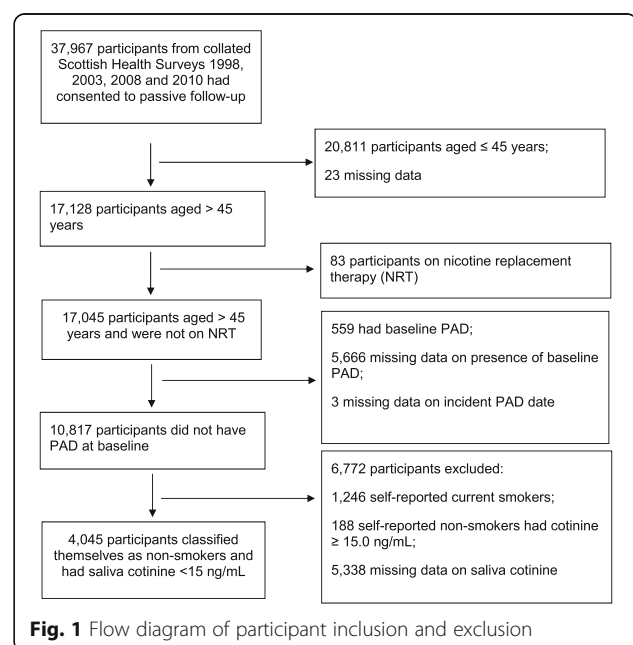 37,967 participants from collated
Scottish Health Surveys 1998,
2003, 2008 and 2010 had
consented to passive follow-up
20,811 participants aged ≤ 45 years;
23 missing data
17,128 participants aged > 45
years
83 participants on nicotine replacement
therapy (NRT)
17,045 participants aged > 45
years and were not on NRT
559 had baseline PAD;
5,666 missing data on presence of baseline
PAD;
3 missing data on incident PAD date
10,817 participants did not have
PAD at baseline
6,772 participants excluded:
1,246 self-reported current smokers;
188 self-reported non-smokers had cotinine
≥ 15.0 ng/mL;
5,338 missing data on saliva cotinine
4,045 participants classified
themselves as non-smokers and
had saliva cotinine <15 ng/mL
Fig. 1 Flow diagram of participant inclusion and exclusion